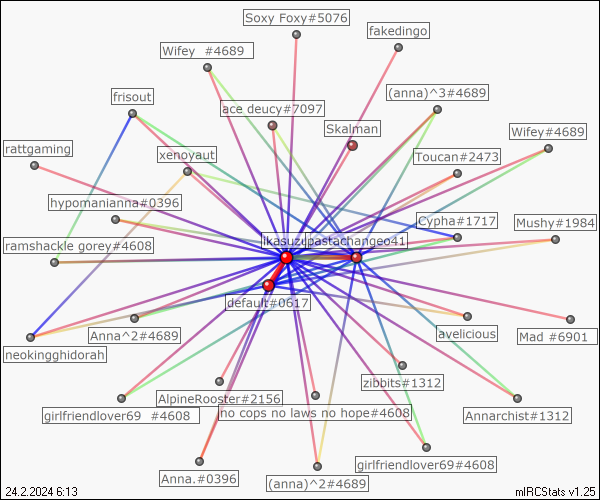 Soxy Foxy#5076
fakedingo
Wifey  #4689
(anna)^3#4689
frisout
ace deucy#7097
Skalman
Wifey#4689
rattgaming
xenoyaut
Toucan#2473
hypomanianna#0396
Cypha#1717
Mushy#1984
ramshackle gorey#4608
pastachangeo41
default#0617
Anna^2#4689
avelicious
Mad #6901
neokingghidorah
zibbits#1312
AlpineRooster#2156
girlfriendlover69  #4608
no cops no laws no hope#4608
Annarchist#1312
Anna.#0396
(anna)^2#4689
girlfriendlover69#4608
24.2.2024 6:13
mIRCStats v1.25